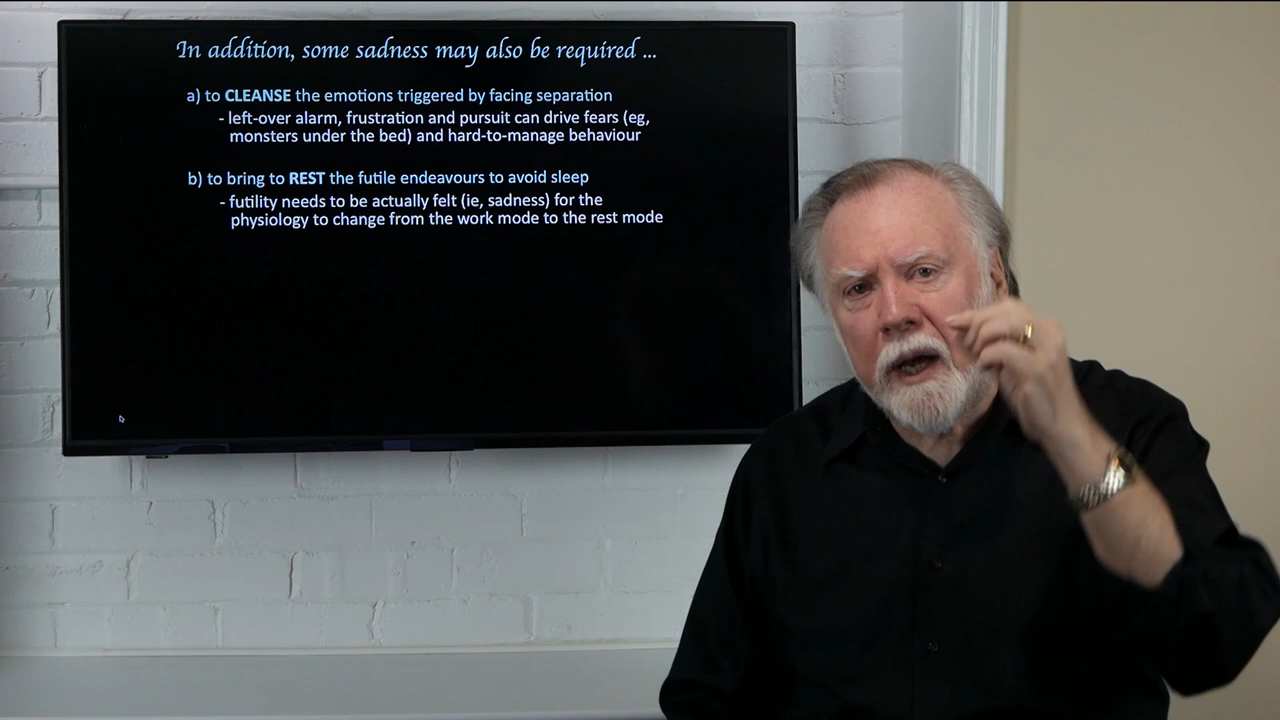 In addition, some sadness may also be required ...
a) to CLEANSE the emotions triggered by facing separation
- left-over alarm, frustration and pursuit can drive fears (eg,
monsters under the bed) and hard-to-manage behaviour
b) to bring to REST the futile endeavours to avoid sleep
- futility needs to be actually felt (ie, sadness) for the
physiology to change from the work mode to the rest mode